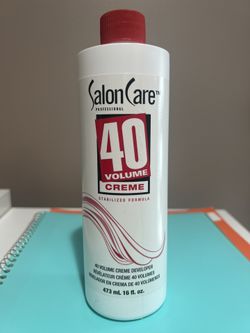 SalonCare™
PROFESSIONAL
40
VOLUME
CREME
STABILIZED FORMULA
40 VOLUME CREME DEVELOPER
RÉVÉLATEUR CRÈME 40 VOLUMES
REVELADOR EN CREMA DE 40 VOLÚMENES
473 mL 16 fl. oz.